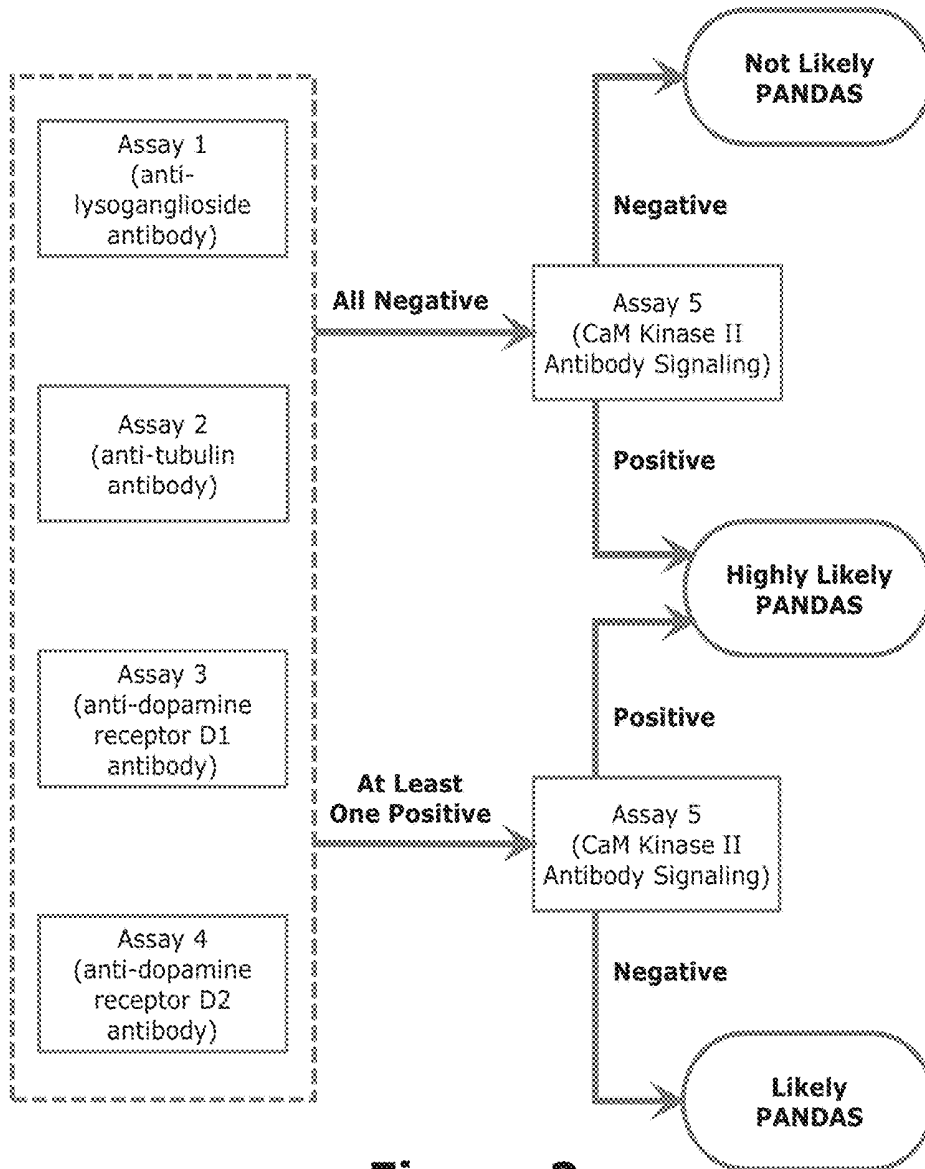 Assay 1
(anti-
lysoganglioside
antibody)
Assay 2
(anti-tubulin
antibody)
Assay 3
(anti-dopamine
receptor D1
antibody)
Assay 4
(anti-dopamine
receptor D2
antibody)
All Negative
At Least
One Positive
Assay 5
(CaM Kinase II
Antibody Signaling)
Negative
Positive
Not Likely
PANDAS
Highly Likely
PANDAS
Positive
Assay 5
(CaM Kinase II
Antibody Signaling)
Negative
Likely
PANDAS